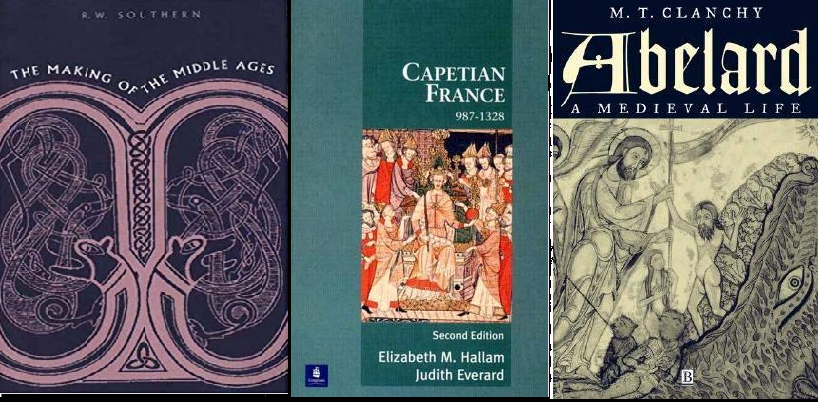 R.W. SOUTHERN
THE MAKING OF THE MIDDLE AGES
CAPETIAN
FRANCE
987-1328
Second Edition
Elizabeth M. Hallam
Judith Everard
Longman
M. T. CLANCHY
Abelard
A MEDIEVAL LIFE
B